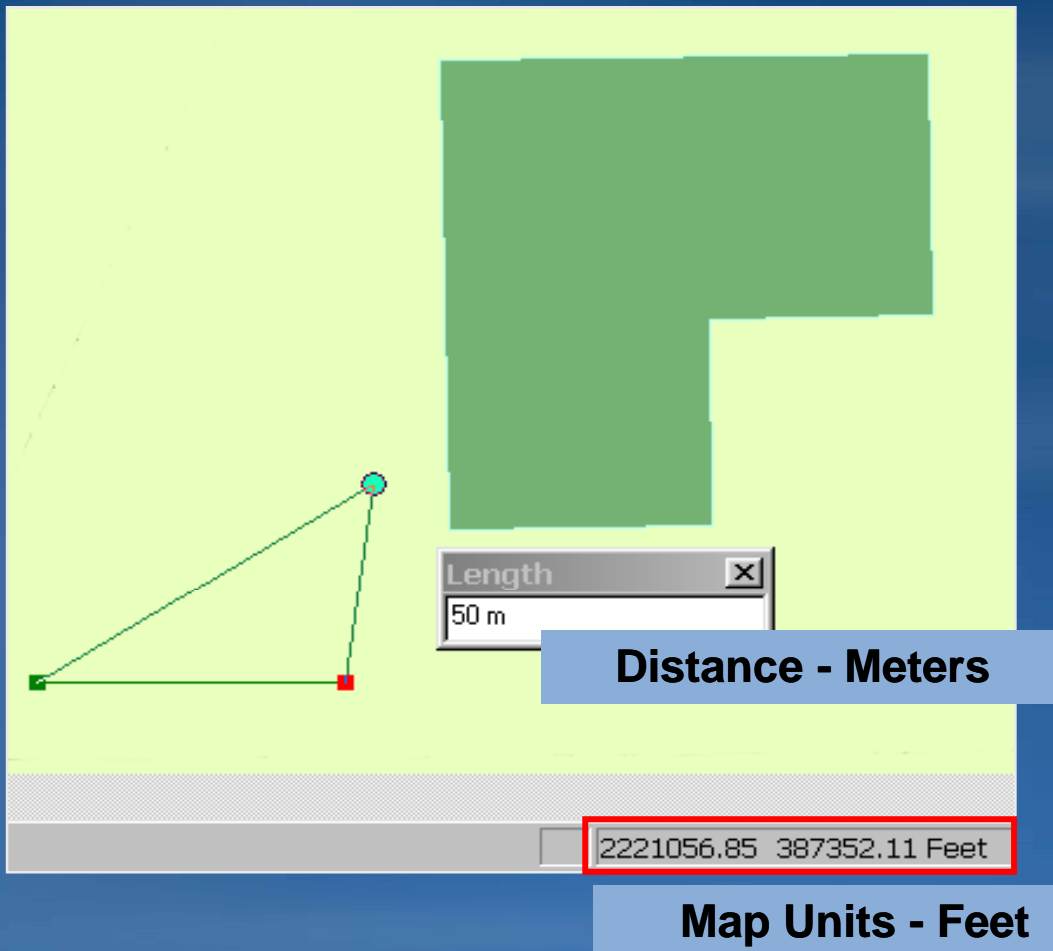 Length
50 m
Distance - Meters
2221056.85 387352.11 Feet
Map Units - Feet